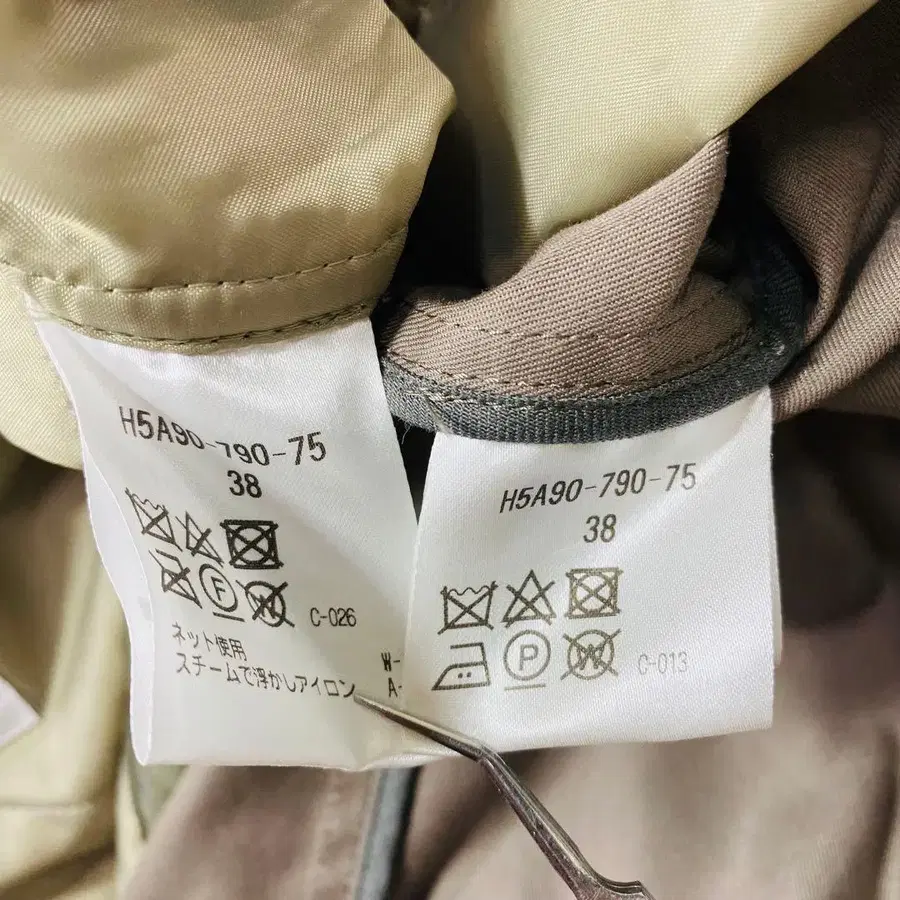 H5A90-790-75
38
F W C-026
ネット使用
スチームで浮かしアイロン
W-
A-
H5A90-790-75
38
P W C-013